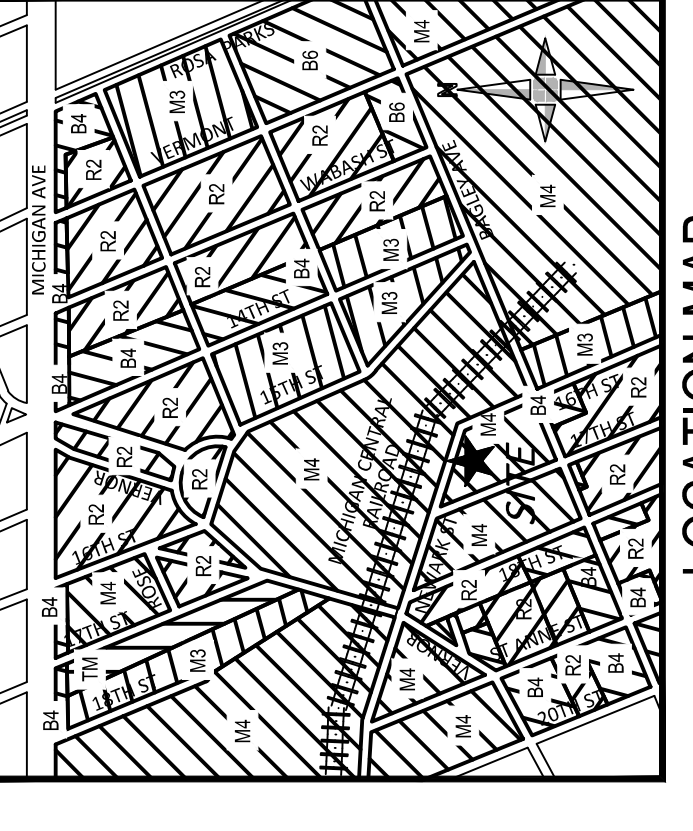 MICHIGAN AVE
ROSA PARKS
B4
M3
VERMONT
B6
M4
N
R2
R2
R2
WABASH ST
B6
R2
R2
BAGLEY AVE
M4
B4
R2
R2
14TH ST
B4
M3
M3
B4
B4
M3
15TH ST
R2
R2
VERNOR
R2
R2
M4
MICHIGAN CENTRAL
RAILROAD
M4
B4
M3
16TH ST
R2
17TH ST
SITE
R2
16TH ST
M4
ROSE
R2
B4
17TH ST
TM
18TH ST
M3
B4
M4
NEWARK ST
M4
R2
18TH ST
R2
B4
R2
B4
VERNOR
ST ANNE ST
M4
M4
B4
R2
B4
20TH ST